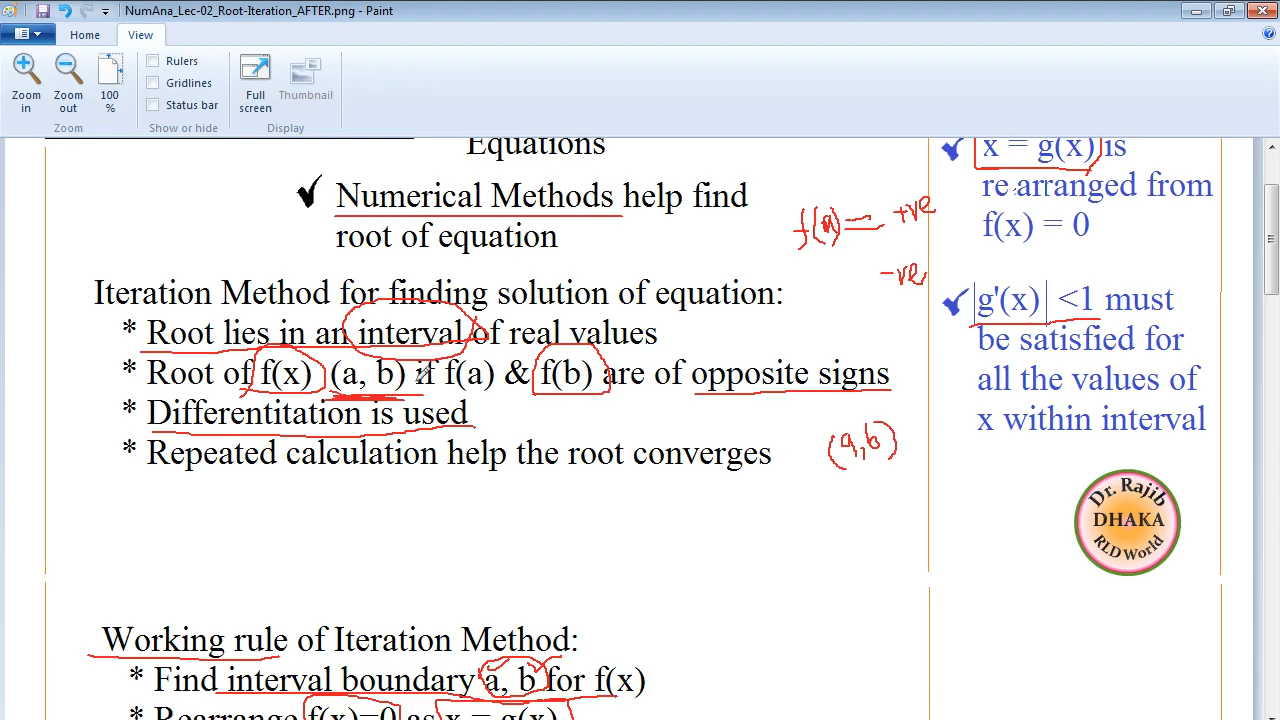 NumAna_Lec-02_Root-Iteration_AFTER.png - Paint
Home View
Zoom in
Zoom out
100 %
Zoom
Rulers
Gridlines
Status bar
Show or hide
Full screen
Thumbnail
Display
Equations
Numerical Methods help find
root of equation
f(a) = +ve
-ve
Iteration Method for finding solution of equation:
* Root lies in an interval of real values
* Root of f(x) (a, b) if f(a) & f(b) are of opposite signs
* Differentitation is used
* Repeated calculation help the root converges
(a,b)
Working rule of Iteration Method:
* Find interval boundary a, b for f(x)
* Rearrange f(x)=0 as x = g(x)
x = g(x) is
rearranged from
f(x) = 0
|g'(x)| <1 must
be satisfied for
all the values of
x within interval
Dr. Rajib
DHAKA
RLD World